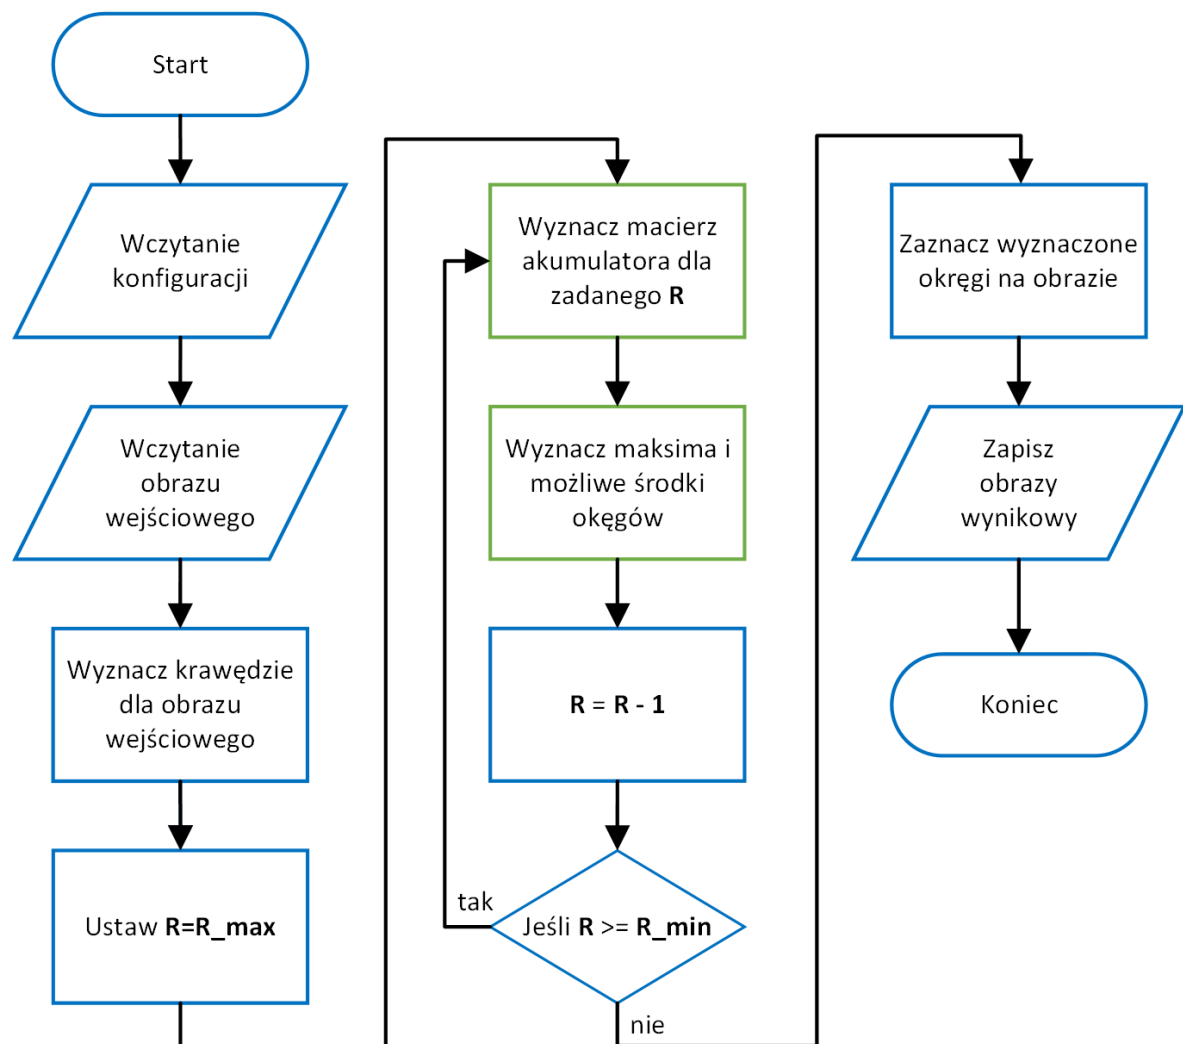 Start
Wczytanie
konfiguracji
Wczytanie
obrazu
wejściowego
Wyznacz krawędzie
dla obrazu
wejściowego
Ustaw R=R_max
Wyznacz macierz
akumulatora dla
zadanego R
Wyznacz maksima i
możliwe środki
okęgów
R = R - 1
tak
Jeśli R >= R_min
nie
Zaznacz wyznaczone
okręgi na obrazie
Zapisz
obrazy
wynikowy
Koniec